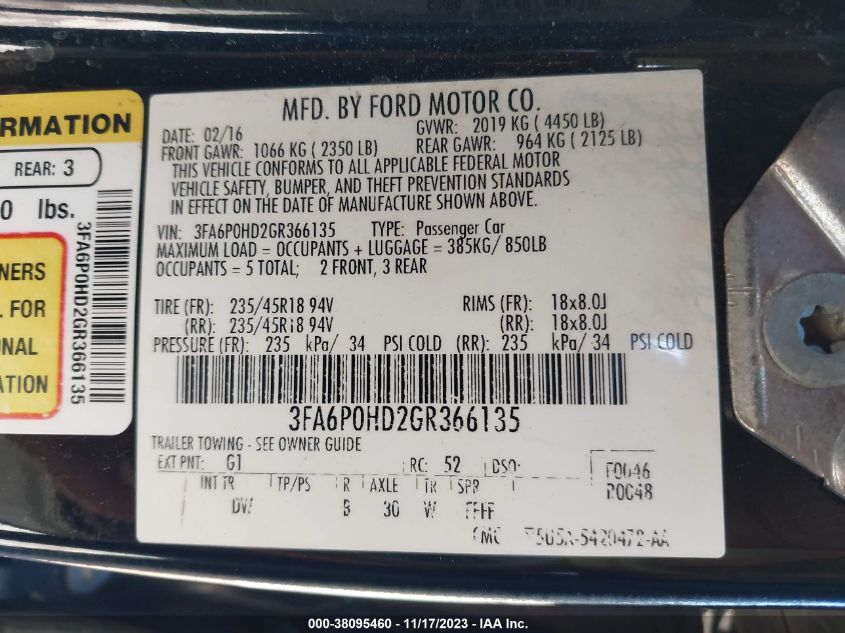 MFD. BY FORD MOTOR CO.
DATE: 02/16 GVWR: 2019 KG ( 4450 LB)
FRONT GAWR: 1066 KG ( 2350 LB) REAR GAWR: 964 KG ( 2125 LB)
THIS VEHICLE CONFORMS TO ALL APPLICABLE FEDERAL MOTOR
VEHICLE SAFETY, BUMPER, AND THEFT PREVENTION STANDARDS
IN EFFECT ON THE DATE OF MANUFACTURE SHOWN ABOVE.
VIN: 3FA6P0HD2GR366135 TYPE: Passenger Car
MAXIMUM LOAD = OCCUPANTS + LUGGAGE = 385KG/ 850LB
OCCUPANTS = 5 TOTAL; 2 FRONT, 3 REAR
TIRE (FR): 235/45R18 94V RIMS (FR): 18x8.0J
(RR): 235/45R18 94V (RR): 18x8.0J
PRESSURE (FR): 235 kPa/ 34 PSI COLD (RR): 235 kPa/ 34 PSI COLD
3FA6P0HD2GR366135
TRAILER TOWING - SEE OWNER GUIDE
EXT PNT: G1 RC: 52 DSO: F0046
INT TR TP/PS R AXLE TR SPR R0048
DW B 30 W FFFF
RMATION
REAR: 3
0 lbs.
NERS
L FOR
ONAL
ATION
3FA6P0HD2GR366135
000-38095460 - 11/17/2023 - IAA Inc.